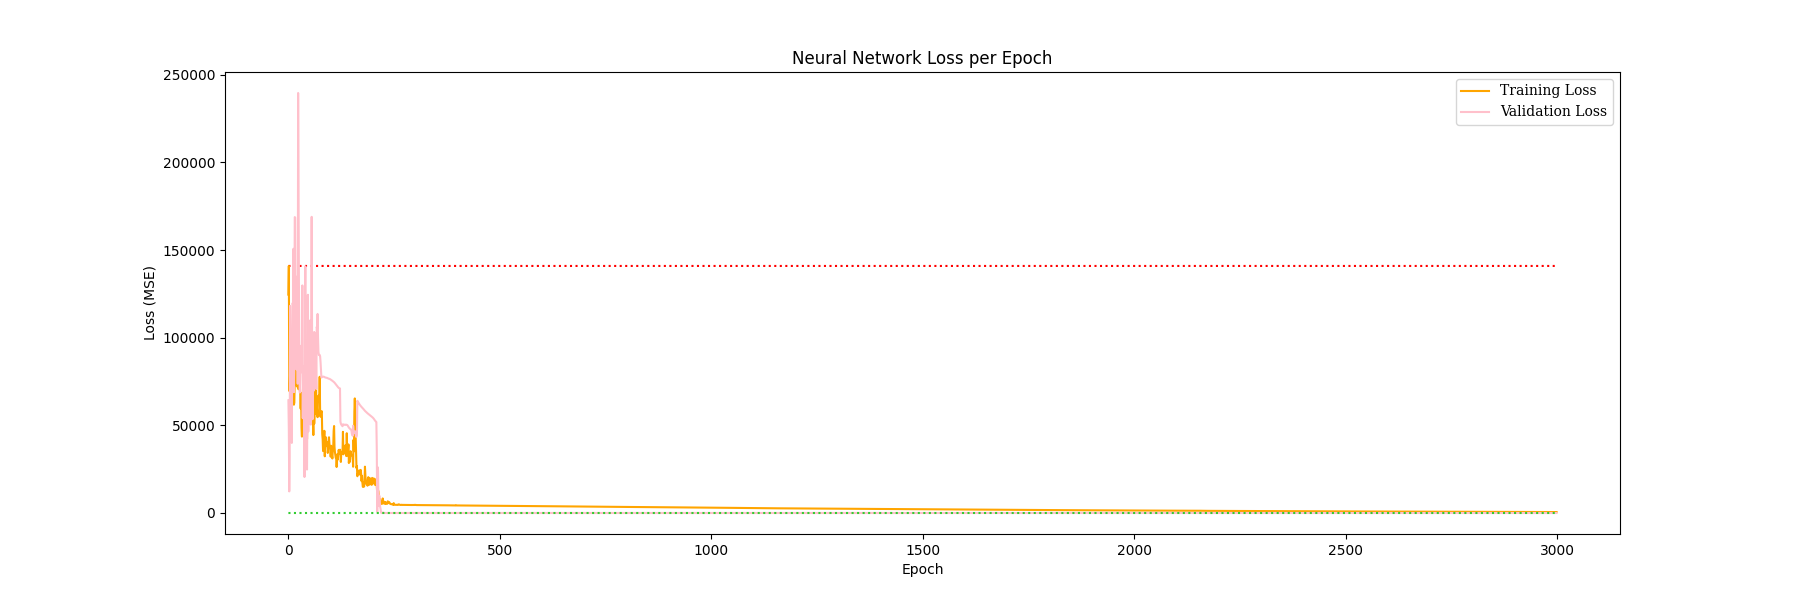 Neural Network Loss per Epoch
Training Loss
Validation Loss
Loss (MSE)
250000
200000
150000
100000
50000
0
0 500 1000 1500 2000 2500 3000
Epoch